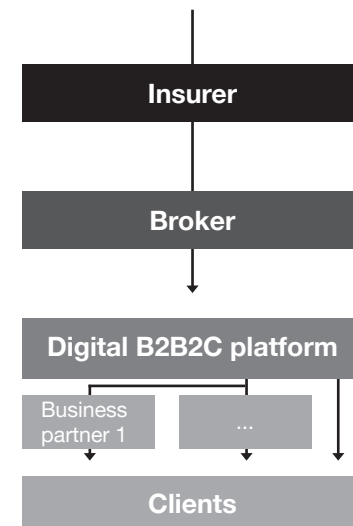 Insurer
Broker
Digital B2B2C platform
Business
partner 1
...
Clients